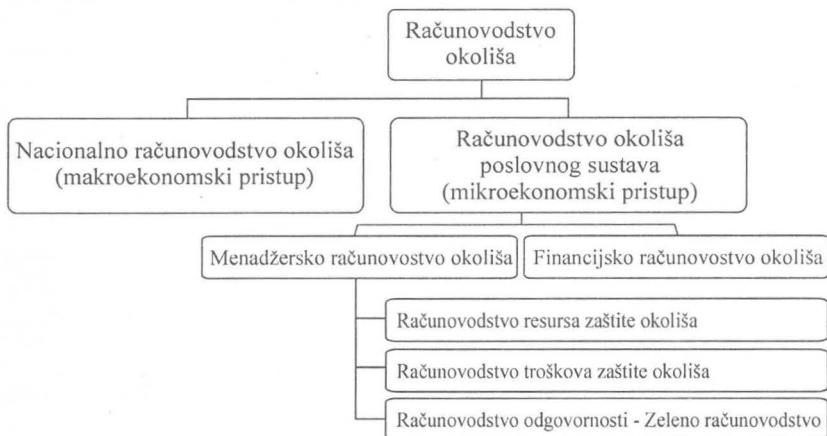 Računovodstvo
okoliša
Nacionalno računovodstvo okoliša
(makroekonomski pristup)
Računovodstvo okoliša
poslovnog sustava
(mikroekonomski pristup)
Menadžersko računovostvo okoliša
Financijsko računovostvo okoliša
Računovodstvo resursa zaštite okoliša
Računovodstvo troškova zaštite okoliša
Računovodstvo odgovornosti - Zeleno računovodstvo